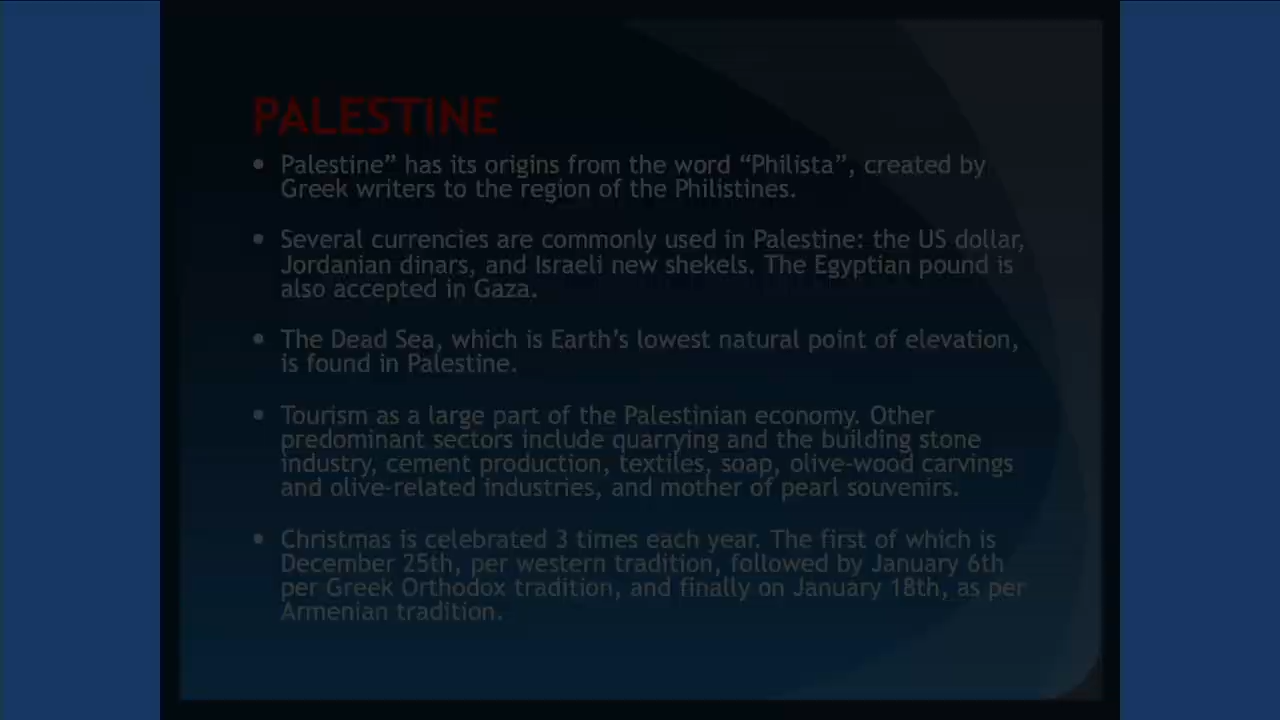 PALESTINE
• Palestine” has its origins from the word “Philista”, created by
Greek writers to the region of the Philistines.
• Several currencies are commonly used in Palestine: the US dollar,
Jordanian dinars, and Israeli new shekels. The Egyptian pound is
also accepted in Gaza.
• The Dead Sea, which is Earth’s lowest natural point of elevation,
is found in Palestine.
• Tourism as a large part of the Palestinian economy. Other
predominant sectors include quarrying and the building stone
industry, cement production, textiles, soap, olive-wood carvings
and olive-related industries, and mother of pearl souvenirs.
• Christmas is celebrated 3 times each year. The first of which is
December 25th, per western tradition, followed by January 6th
per Greek Orthodox tradition, and finally on January 18th, as per
Armenian tradition.